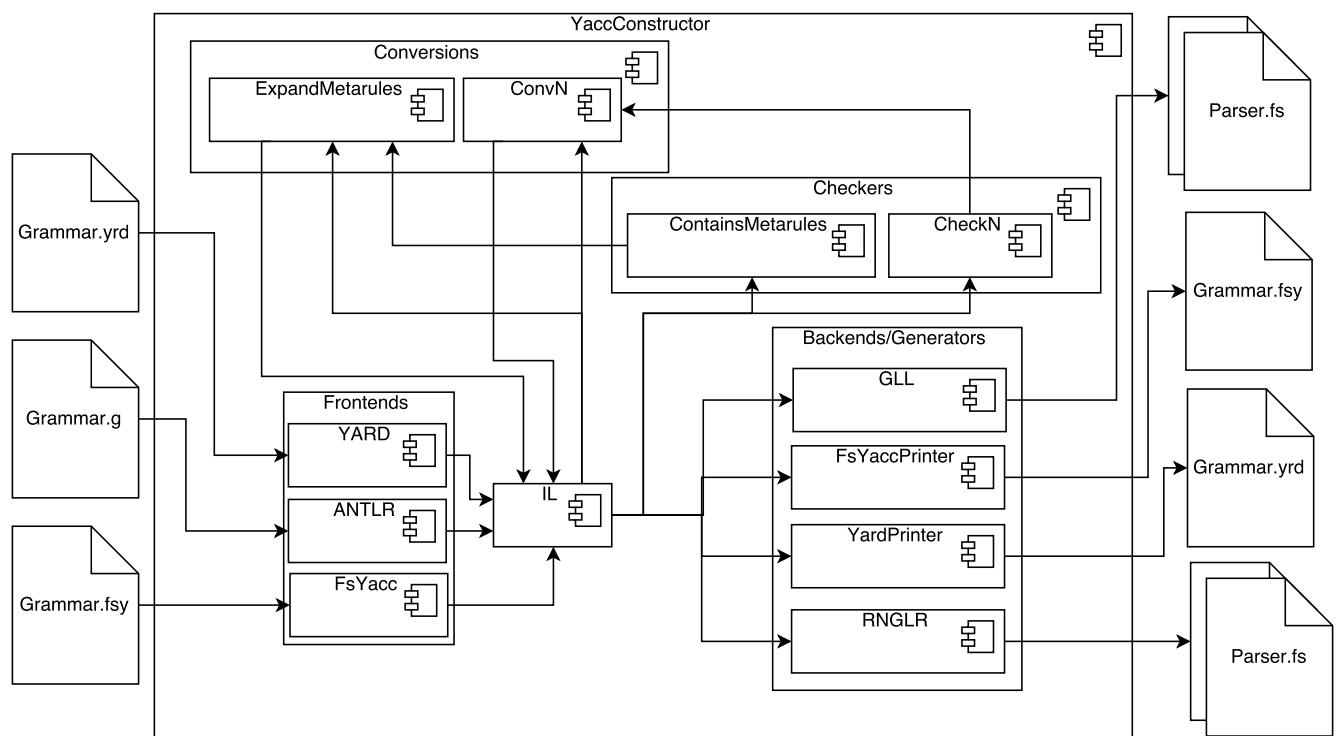 YaccConstructor
Conversions
ExpandMetarules
ConvN
Parser.fs
Checkers
ContainsMetarules
CheckN
Grammar.yrd
Grammar.fsy
Backends/Generators
GLL
Frontends
Grammar.g
YARD
FsYaccPrinter
Grammar.yrd
IL
ANTLR
YardPrinter
FsYacc
Grammar.fsy
RNGLR
Parser.fs